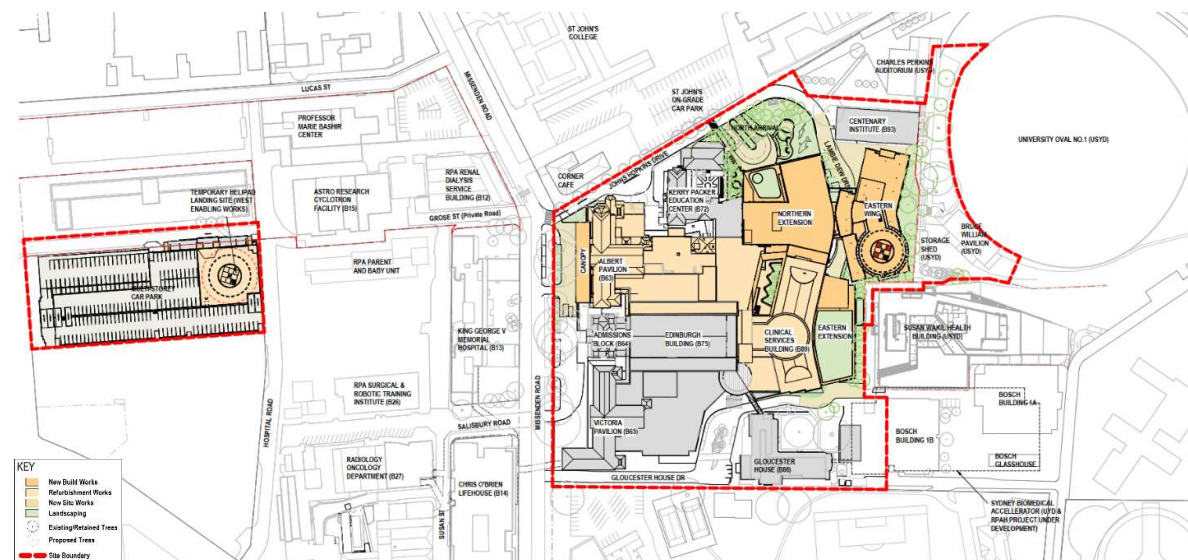 ST JOHN'S
COLLEGE
CHARLES PERKINS
AUDITORIUM (USYD)
LUCAS ST
MISSENDEN ROAD
ST JOHN'S
ON-GRADE
CAR PARK
PROFESSOR
MARIE BASHIR
CENTER
NORTH ARRIVAL
LAMBIE DEW DRV
CENTENARY
INSTITUTE (B93)
UNIVERSITY OVAL NO.1 (USYD)
JOHNS HOPKINS DRIVE
CORNER
CAFE
RPA RENAL
DIALYSIS
SERVICE
BUILDING (B12)
TEMPORARY HELIPAD
LANDING SITE (WEST
ENABLING WORKS)
ASTRO RESEARCH
CYCLOTRON
FACILITY (B15)
KERRY PACKER
EDUCATION
CENTER (B72)
GROSE ST (Private Road)
NORTHERN
EXTENSION
EASTERN
WING
STORAGE
SHED
(USYD)
BRUCE
WILLIAM
PAVILION
(USYD)
CANOPY
ALBERT
PAVILION
(B63)
RPA PARENT
AND BABY UNIT
MULTI-STOREY
CAR PARK
KING GEORGE V
MEMORIAL
HOSPITAL (B13)
ADMISSIONS
BLOCK (B64)
EDINBURGH
BUILDING (B75)
CLINICAL
SERVICES
BUILDING (B89)
EASTERN
EXTENSION
SUSAN WAKIL HEALTH
BUILDING (USYD)
RPA SURGICAL &
ROBOTIC TRAINING
INSTITUTE (B26)
HOSPITAL ROAD
MISSENDEN ROAD
SALISBURY ROAD
VICTORIA
PAVILION (B65)
BOSCH
BUILDING 1A
BOSCH
BUILDING 1B
BOSCH
GLASSHOUSE
RADIOLOGY
ONCOLOGY
DEPARTMENT (B27)
CHRIS O'BRIEN
LIFEHOUSE (B14)
GLOUCESTER
HOUSE (B88)
GLOUCESTER HOUSE DR
SUSAN ST
SYDNEY BIOMEDICAL
ACCELLERATOR (UYD &
RPAH PROJECT UNDER
DEVELOPMENT)
KEY
New Build Works
Refurbishment Works
New Site Works
Landscaping
Existing/Retained Trees
Proposed Trees
Site Boundary